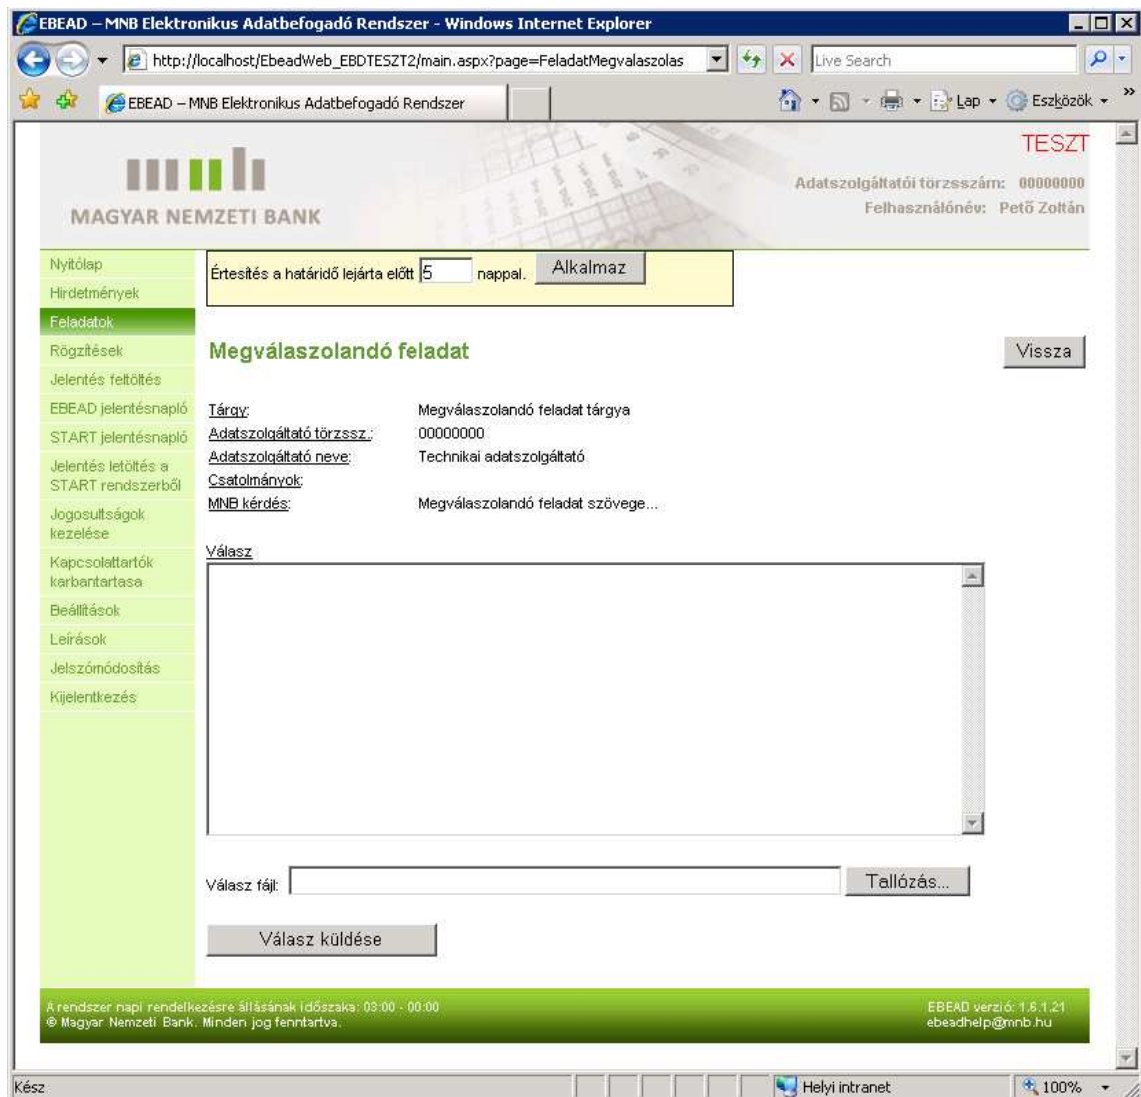 EBEAD – MNB Elektronikus Adatbefogadó Rendszer - Windows Internet Explorer
http://localhost/EbeadWeb_EBDTESZT2/main.aspx?page=FeladatMegvalaszolas
Live Search
EBEAD – MNB Elektronikus Adatbefogadó Rendszer
Lap
Eszközök
»
TESZT
Adatszolgáltatói törzsszám: 00000000
Felhasználónév: Pető Zoltán
MAGYAR NEMZETI BANK
Nyitólap
Hirdetmények
Feladatok
Rögzítések
Jelentés feltöltés
EBEAD jelentésnapló
START jelentésnapló
Jelentés letöltés a
START rendszerből
Jogosultságok
kezelése
Kapcsolattartók
karbantartasa
Beállítások
Leírások
Jelszómódosítás
Kijelentkezés
Értesítés a határidő lejárta előtt 5 nappal. Alkalmaz
Megválaszolandó feladat
Vissza
Tárgy: Megválaszolandó feladat tárgya
Adatszolgáltató törzssz.: 00000000
Adatszolgáltató neve: Technikai adatszolgáltató
Csatolmányok:
MNB kérdés: Megválaszolandó feladat szövege...
Válasz
Válasz fájl: Tallózás...
Válasz küldése
A rendszer napi rendelkezésre állásának időszaka: 03:00 - 00:00
© Magyar Nemzeti Bank. Minden jog fenntartva.
EBEAD verzió: 1.6.1.21
ebeadhelp@mnb.hu
Kész
Helyi intranet
100%